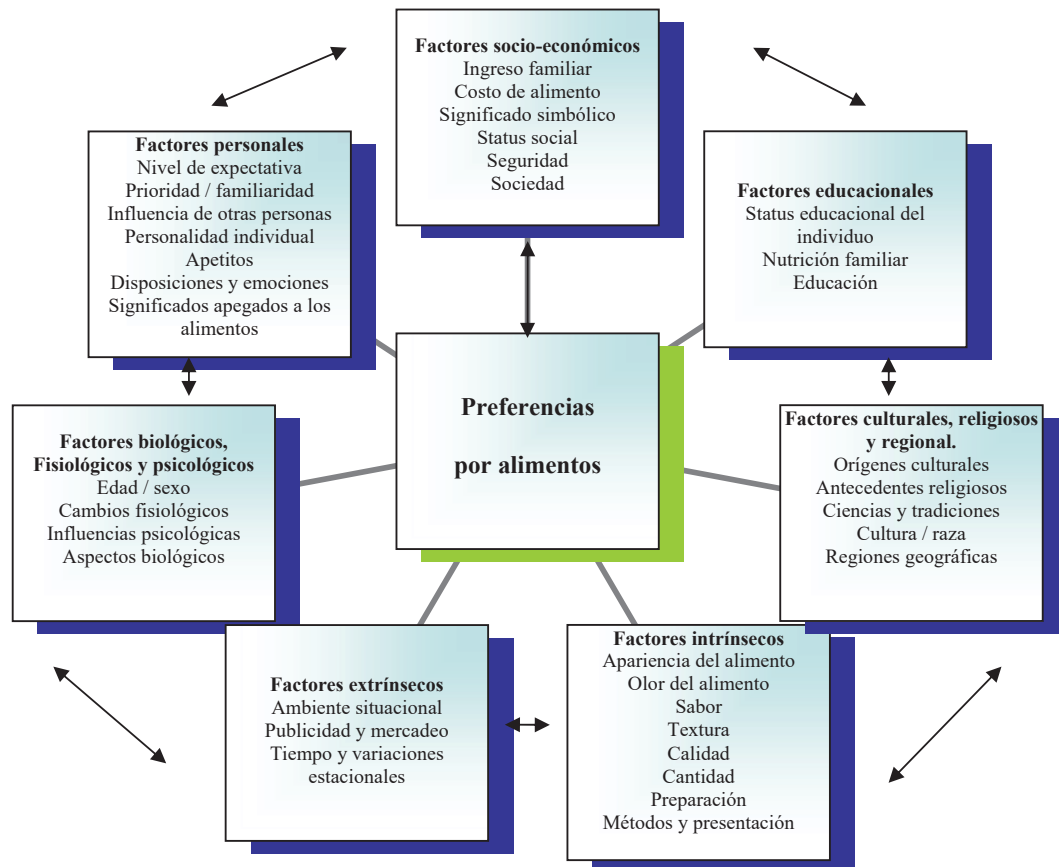 Factores socio-económicos
Ingreso familiar
Costo de alimento
Significado simbólico
Status social
Seguridad
Sociedad
Factores personales
Nivel de expectativa
Prioridad / familiaridad
Influencia de otras personas
Personalidad individual
Apetitos
Disposiciones y emociones
Significados apegados a los
alimentos
Factores educacionales
Status educacional del
individuo
Nutrición familiar
Educación
Preferencias
por alimentos
Factores biológicos,
Fisiológicos y psicológicos
Edad / sexo
Cambios fisiológicos
Influencias psicológicas
Aspectos biológicos
Factores culturales, religiosos
y regional.
Orígenes culturales
Antecedentes religiosos
Ciencias y tradiciones
Cultura / raza
Regiones geográficas
Factores extrínsecos
Ambiente situacional
Publicidad y mercadeo
Tiempo y variaciones
estacionales
Factores intrínsecos
Apariencia del alimento
Olor del alimento
Sabor
Textura
Calidad
Cantidad
Preparación
Métodos y presentación